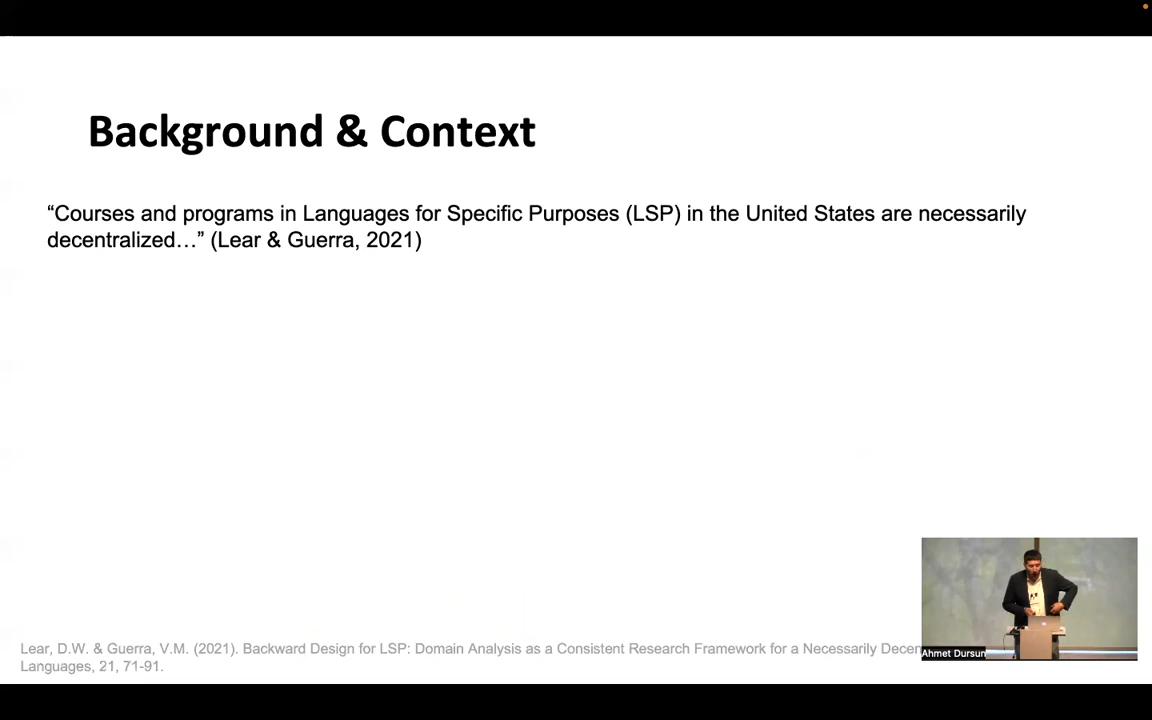 Background & Context
“Courses and programs in Languages for Specific Purposes (LSP) in the United States are necessarily
decentralized…” (Lear & Guerra, 2021)
Lear, D.W. & Guerra, V.M. (2021). Backward Design for LSP: Domain Analysis as a Consistent Research Framework for a Necessarily
Languages, 21, 71-91.
Ahmet Dursun